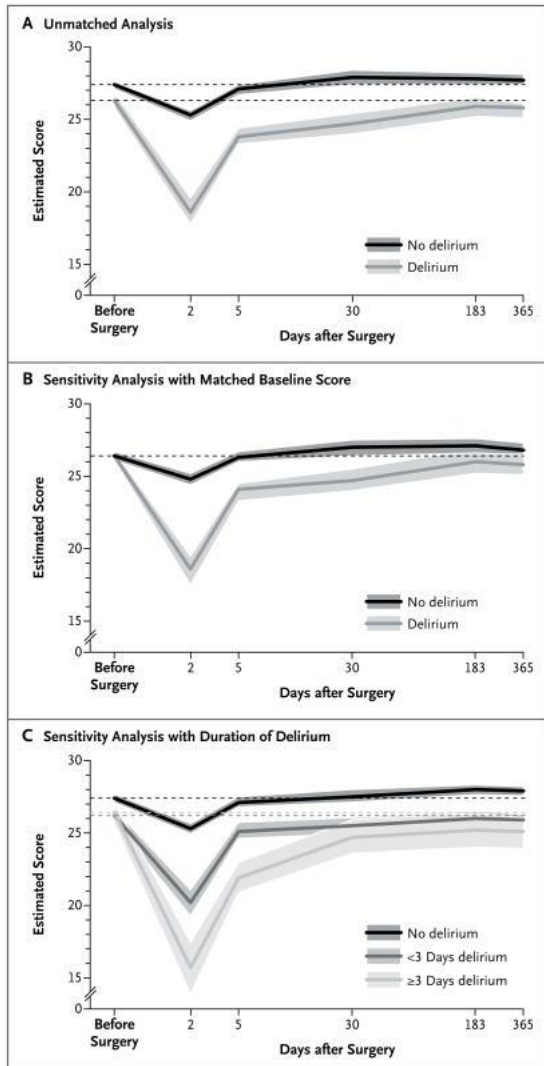 A Unmatched Analysis
30
25
20
15
0
Estimated Score
No delirium
Delirium
Before Surgery
2
5
30
183
365
Days after Surgery
B Sensitivity Analysis with Matched Baseline Score
30
25
20
15
0
Estimated Score
No delirium
Delirium
Before Surgery
2
5
30
183
365
Days after Surgery
C Sensitivity Analysis with Duration of Delirium
30
25
20
15
0
Estimated Score
No delirium
<3 Days delirium
≥3 Days delirium
Before Surgery
2
5
30
183
365
Days after Surgery